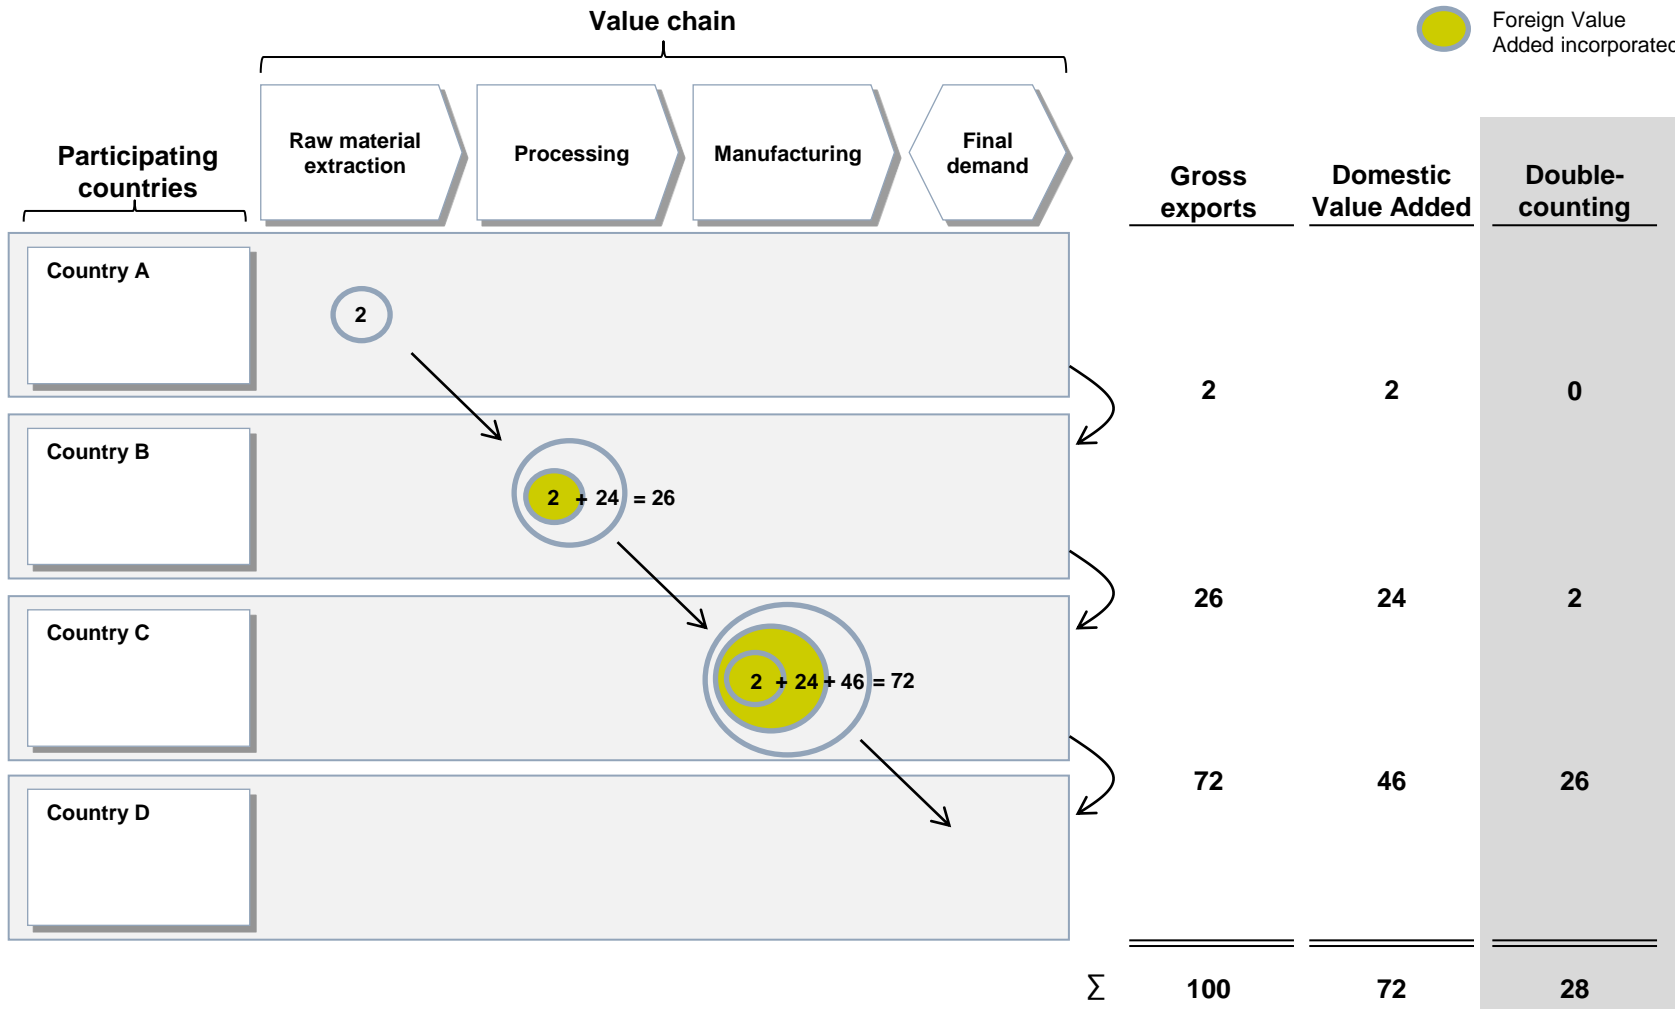 Value chain
Foreign Value
Added incorporated
Participating
countries
Raw material
extraction
Processing
Manufacturing
Final
demand
Gross
exports
Domestic
Value Added
Double-
counting
Country A
2
2 2 0
Country B
2 + 24 = 26
26 24 2
Country C
2 + 24 + 46 = 72
72 46 26
Country D
Σ 100 72 28